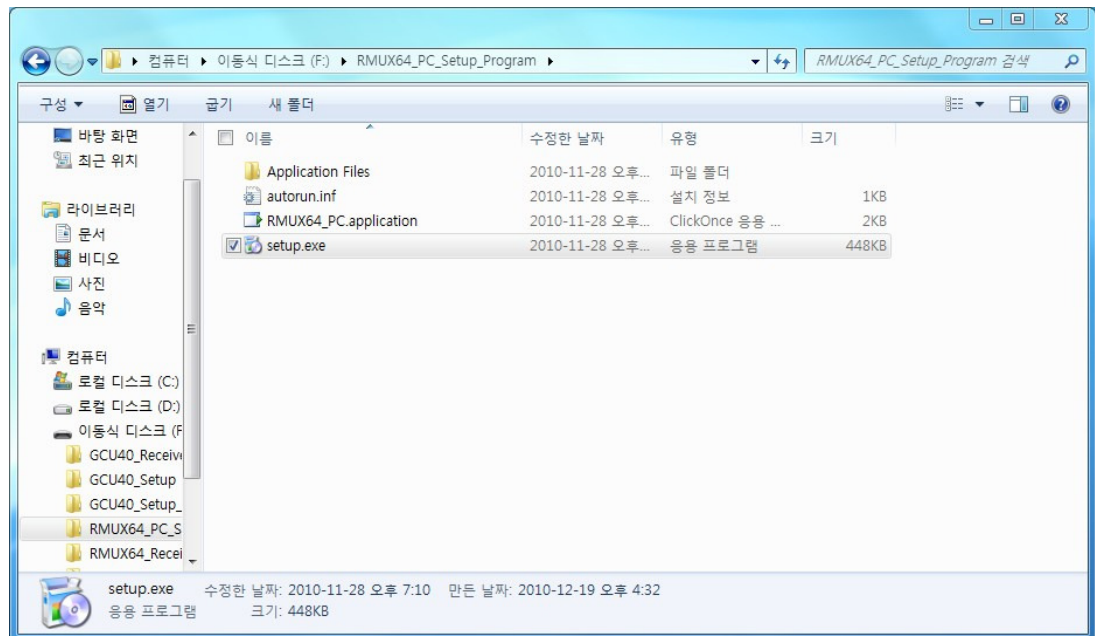 컴퓨터 ▸ 이동식 디스크 (F:) ▸ RMUX64_PC_Setup_Program ▸
RMUX64_PC_Setup_Program 검색
구성 열기 굽기 새 폴더
바탕 화면
최근 위치
라이브러리
문서
비디오
사진
음악
컴퓨터
로컬 디스크 (C:)
로컬 디스크 (D:)
이동식 디스크 (F
GCU40_Receive
GCU40_Setup
GCU40_Setup_
RMUX64_PC_S
RMUX64_Recei
이름 수정한 날짜 유형 크기
Application Files 2010-11-28 오후... 파일 폴더
autorun.inf 2010-11-28 오후... 설치 정보 1KB
RMUX64_PC.application 2010-11-28 오후... ClickOnce 응용 ... 2KB
setup.exe 2010-11-28 오후... 응용 프로그램 448KB
setup.exe 수정한 날짜: 2010-11-28 오후 7:10 만든 날짜: 2010-12-19 오후 4:32
응용 프로그램 크기: 448KB